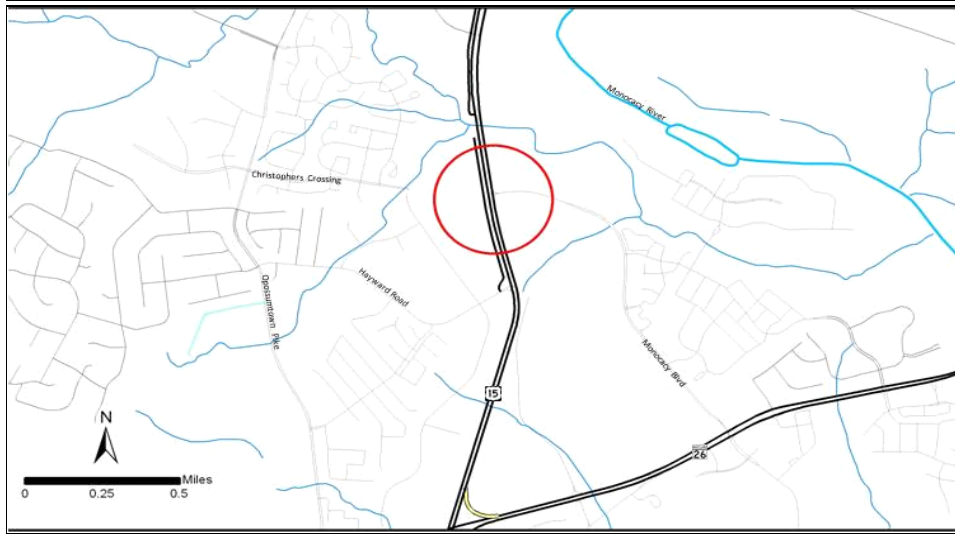 Monocacy River
Christophers Crossing
Hayward Road
Opossumtown Pike
Monocacy Blvd
15
26
N
Miles
0 0.25 0.5